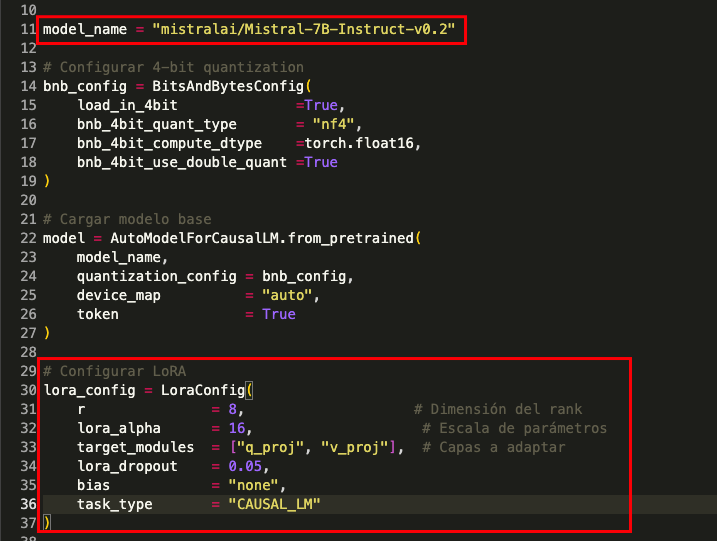 10
11 model_name = "mistralai/Mistral-7B-Instruct-v0.2"
12
13 # Configurar 4-bit quantization
14 bnb_config = BitsAndBytesConfig(
15     load_in_4bit              =True,
16     bnb_4bit_quant_type       = "nf4",
17     bnb_4bit_compute_dtype    =torch.float16,
18     bnb_4bit_use_double_quant =True
19 )
20
21 # Cargar modelo base
22 model = AutoModelForCausalLM.from_pretrained(
23     model_name,
24     quantization_config = bnb_config,
25     device_map          = "auto",
26     token               = True
27 )
28
29 # Configurar LoRA
30 lora_config = LoraConfig(
31     r               = 8,                    # Dimensión del rank
32     lora_alpha      = 16,                    # Escala de parámetros
33     target_modules  = ["q_proj", "v_proj"],  # Capas a adaptar
34     lora_dropout    = 0.05,
35     bias            = "none",
36     task_type       = "CAUSAL_LM"
37 )
38